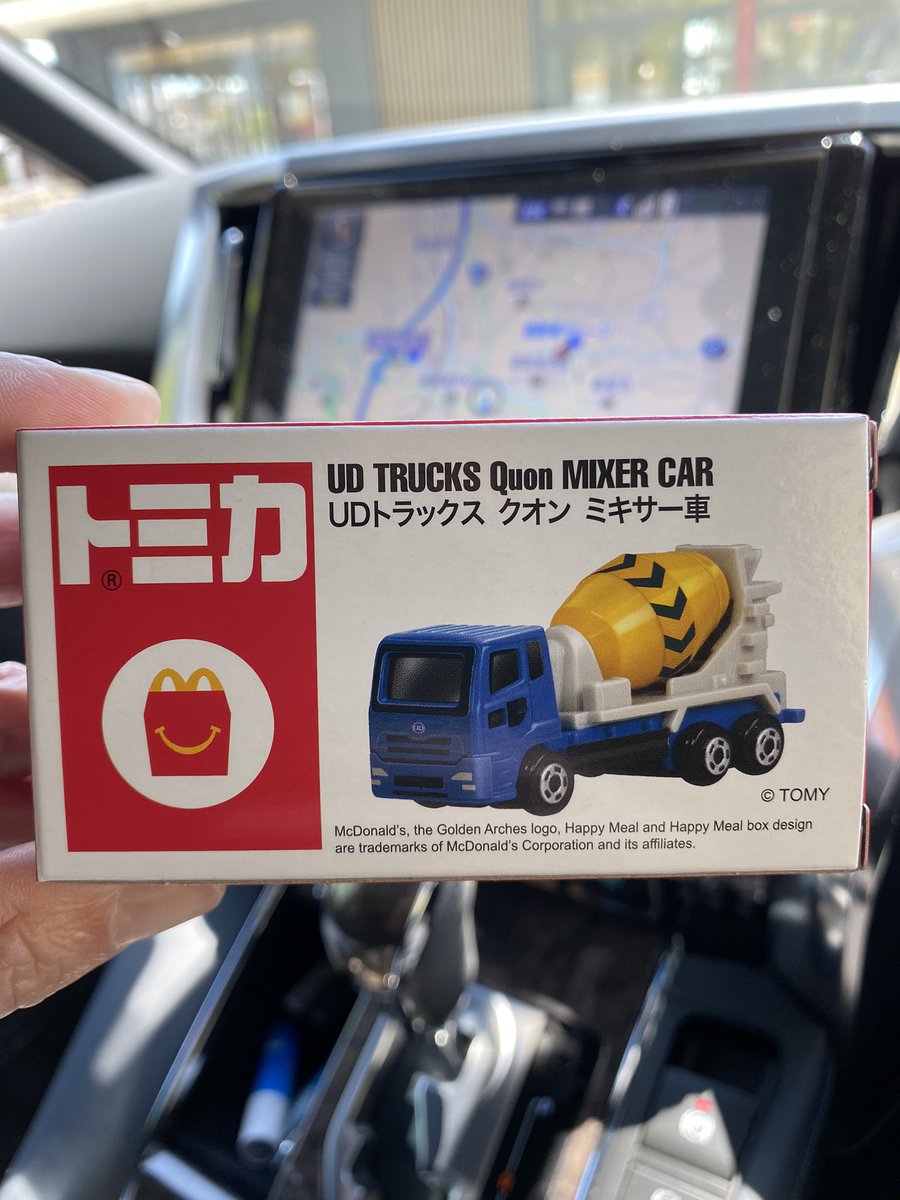 トミカ
®
UD TRUCKS Quon MIXER CAR
UDトラックス クオン ミキサー車
UD
© TOMY
McDonald's, the Golden Arches logo, Happy Meal and Happy Meal box design
are trademarks of McDonald's Corporation and its affiliates.